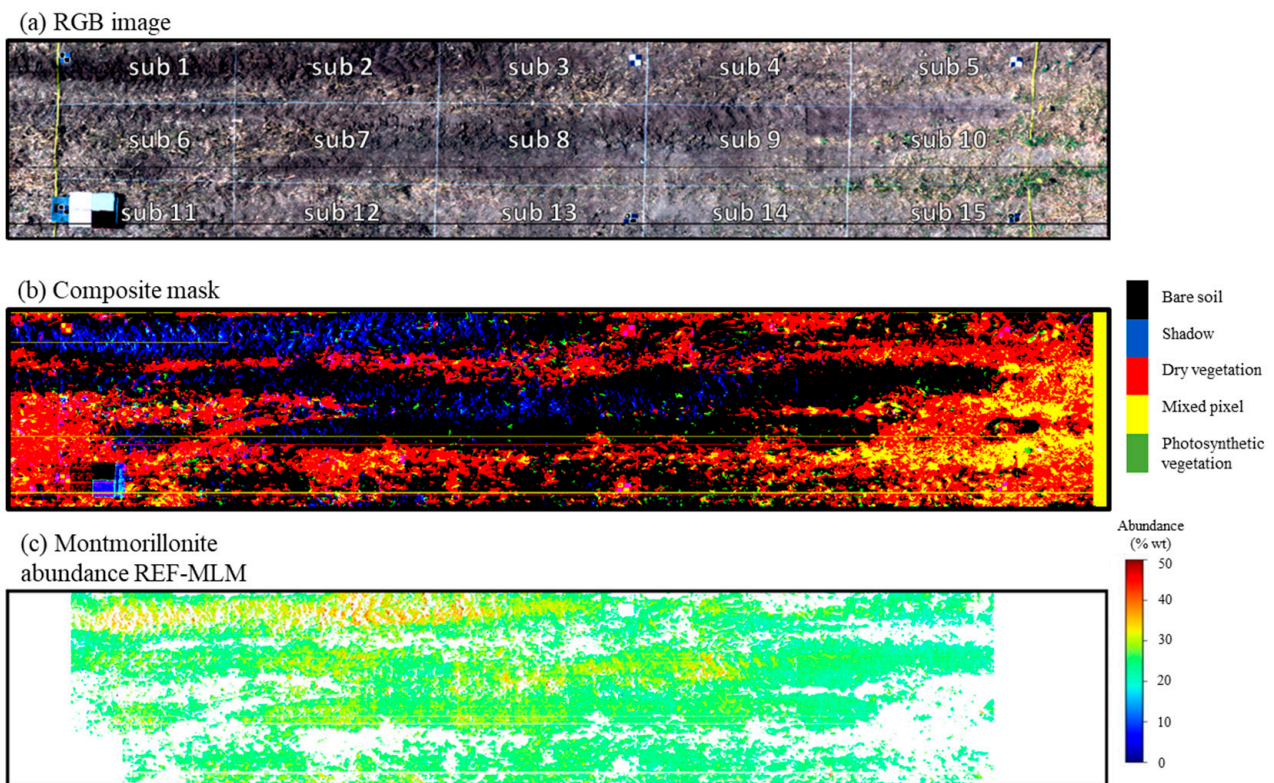 (a) RGB image
sub 1 sub 2 sub 3 sub 4 sub 5
sub 6 sub7 sub 8 sub 9 sub 10
sub 11 sub 12 sub 13 sub 14 sub 15
(b) Composite mask
Bare soil
Shadow
Dry vegetation
Mixed pixel
Photosynthetic
vegetation
(c) Montmorillonite
abundance REF-MLM
Abundance
(% wt)
50
40
30
20
10
0